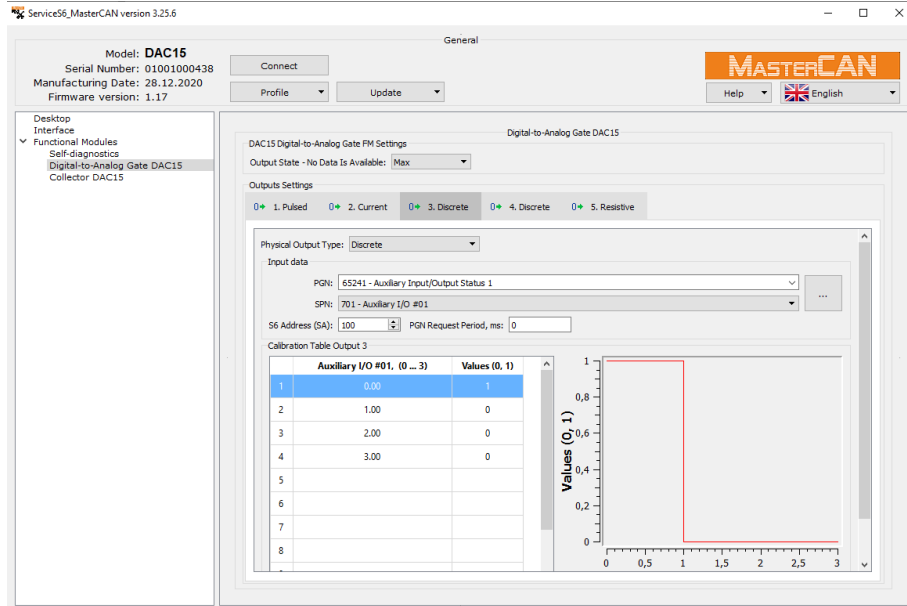 ServiceS6_MasterCAN version 3.25.6
General
Model: DAC15
Serial Number: 01001000438
Manufacturing Date: 28.12.2020
Firmware version: 1.17
Connect
Profile
Update
MASTERCAN
Help
English
Desktop
Interface
Functional Modules
Self-diagnostics
Digital-to-Analog Gate DAC15
Collector DAC15
Digital-to-Analog Gate DAC15
DAC15 Digital-to-Analog Gate FM Settings
Output State - No Data Is Available: Max
Outputs Settings
0 1. Pulsed 0 2. Current 0 3. Discrete 0 4. Discrete 0 5. Resistive
Physical Output Type: Discrete
Input data
PGN: 65241 - Auxiliary Input/Output Status 1
SPN: 701 - Auxiliary I/O #01
...
S6 Address (SA): 100 PGN Request Period, ms: 0
Calibration Table Output 3
Auxiliary I/O #01, (0 ... 3) Values (0, 1)
1 0.00 1
2 1.00 0
3 2.00 0
4 3.00 0
5
6
7
8
Values (0, 1)
1
0,8
0,6
0,4
0,2
0
0 0,5 1 1,5 2 2,5 3